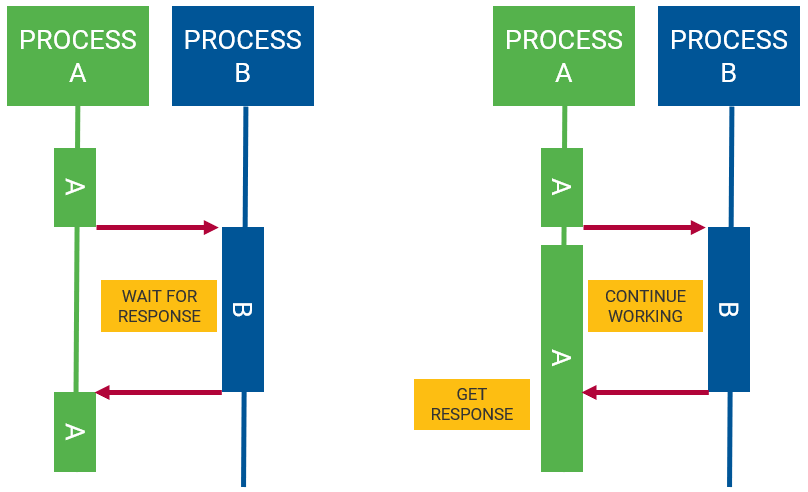 PROCESS
A
PROCESS
B
A
WAIT FOR
RESPONSE
B
A
PROCESS
A
PROCESS
B
A
CONTINUE
WORKING
B
A
GET
RESPONSE